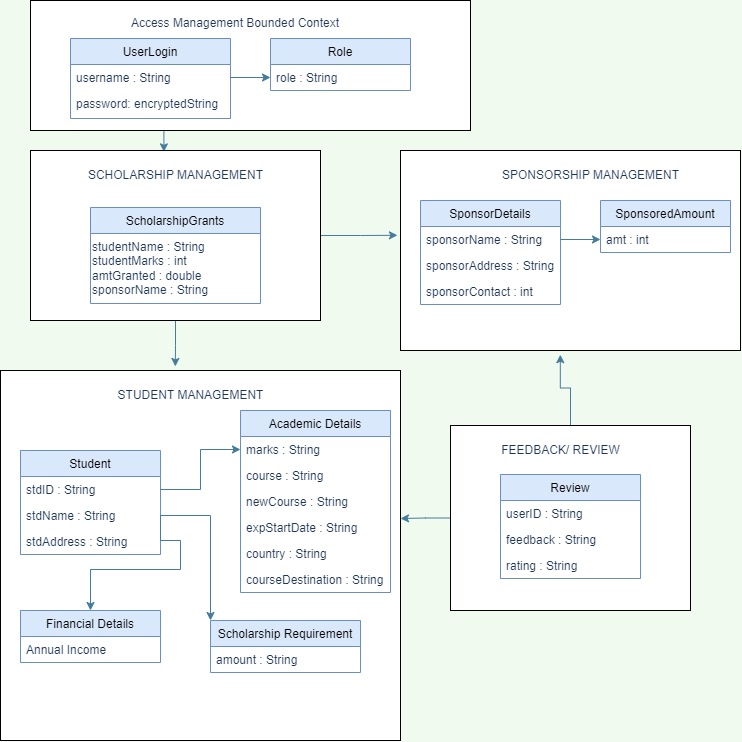 Access Management Bounded Context
UserLogin
username : String
password: encryptedString
Role
role : String
SCHOLARSHIP MANAGEMENT
ScholarshipGrants
studentName : String
studentMarks : int
amtGranted : double
sponsorName : String
SPONSORSHIP MANAGEMENT
SponsorDetails
sponsorName : String
sponsorAddress : String
sponsorContact : int
SponsoredAmount
amt : int
STUDENT MANAGEMENT
Student
stdID : String
stdName : String
stdAddress : String
Academic Details
marks : String
course : String
newCourse : String
expStartDate : String
country : String
courseDestination : String
Financial Details
Annual Income
Scholarship Requirement
amount : String
FEEDBACK/ REVIEW
Review
userID : String
feedback : String
rating : String